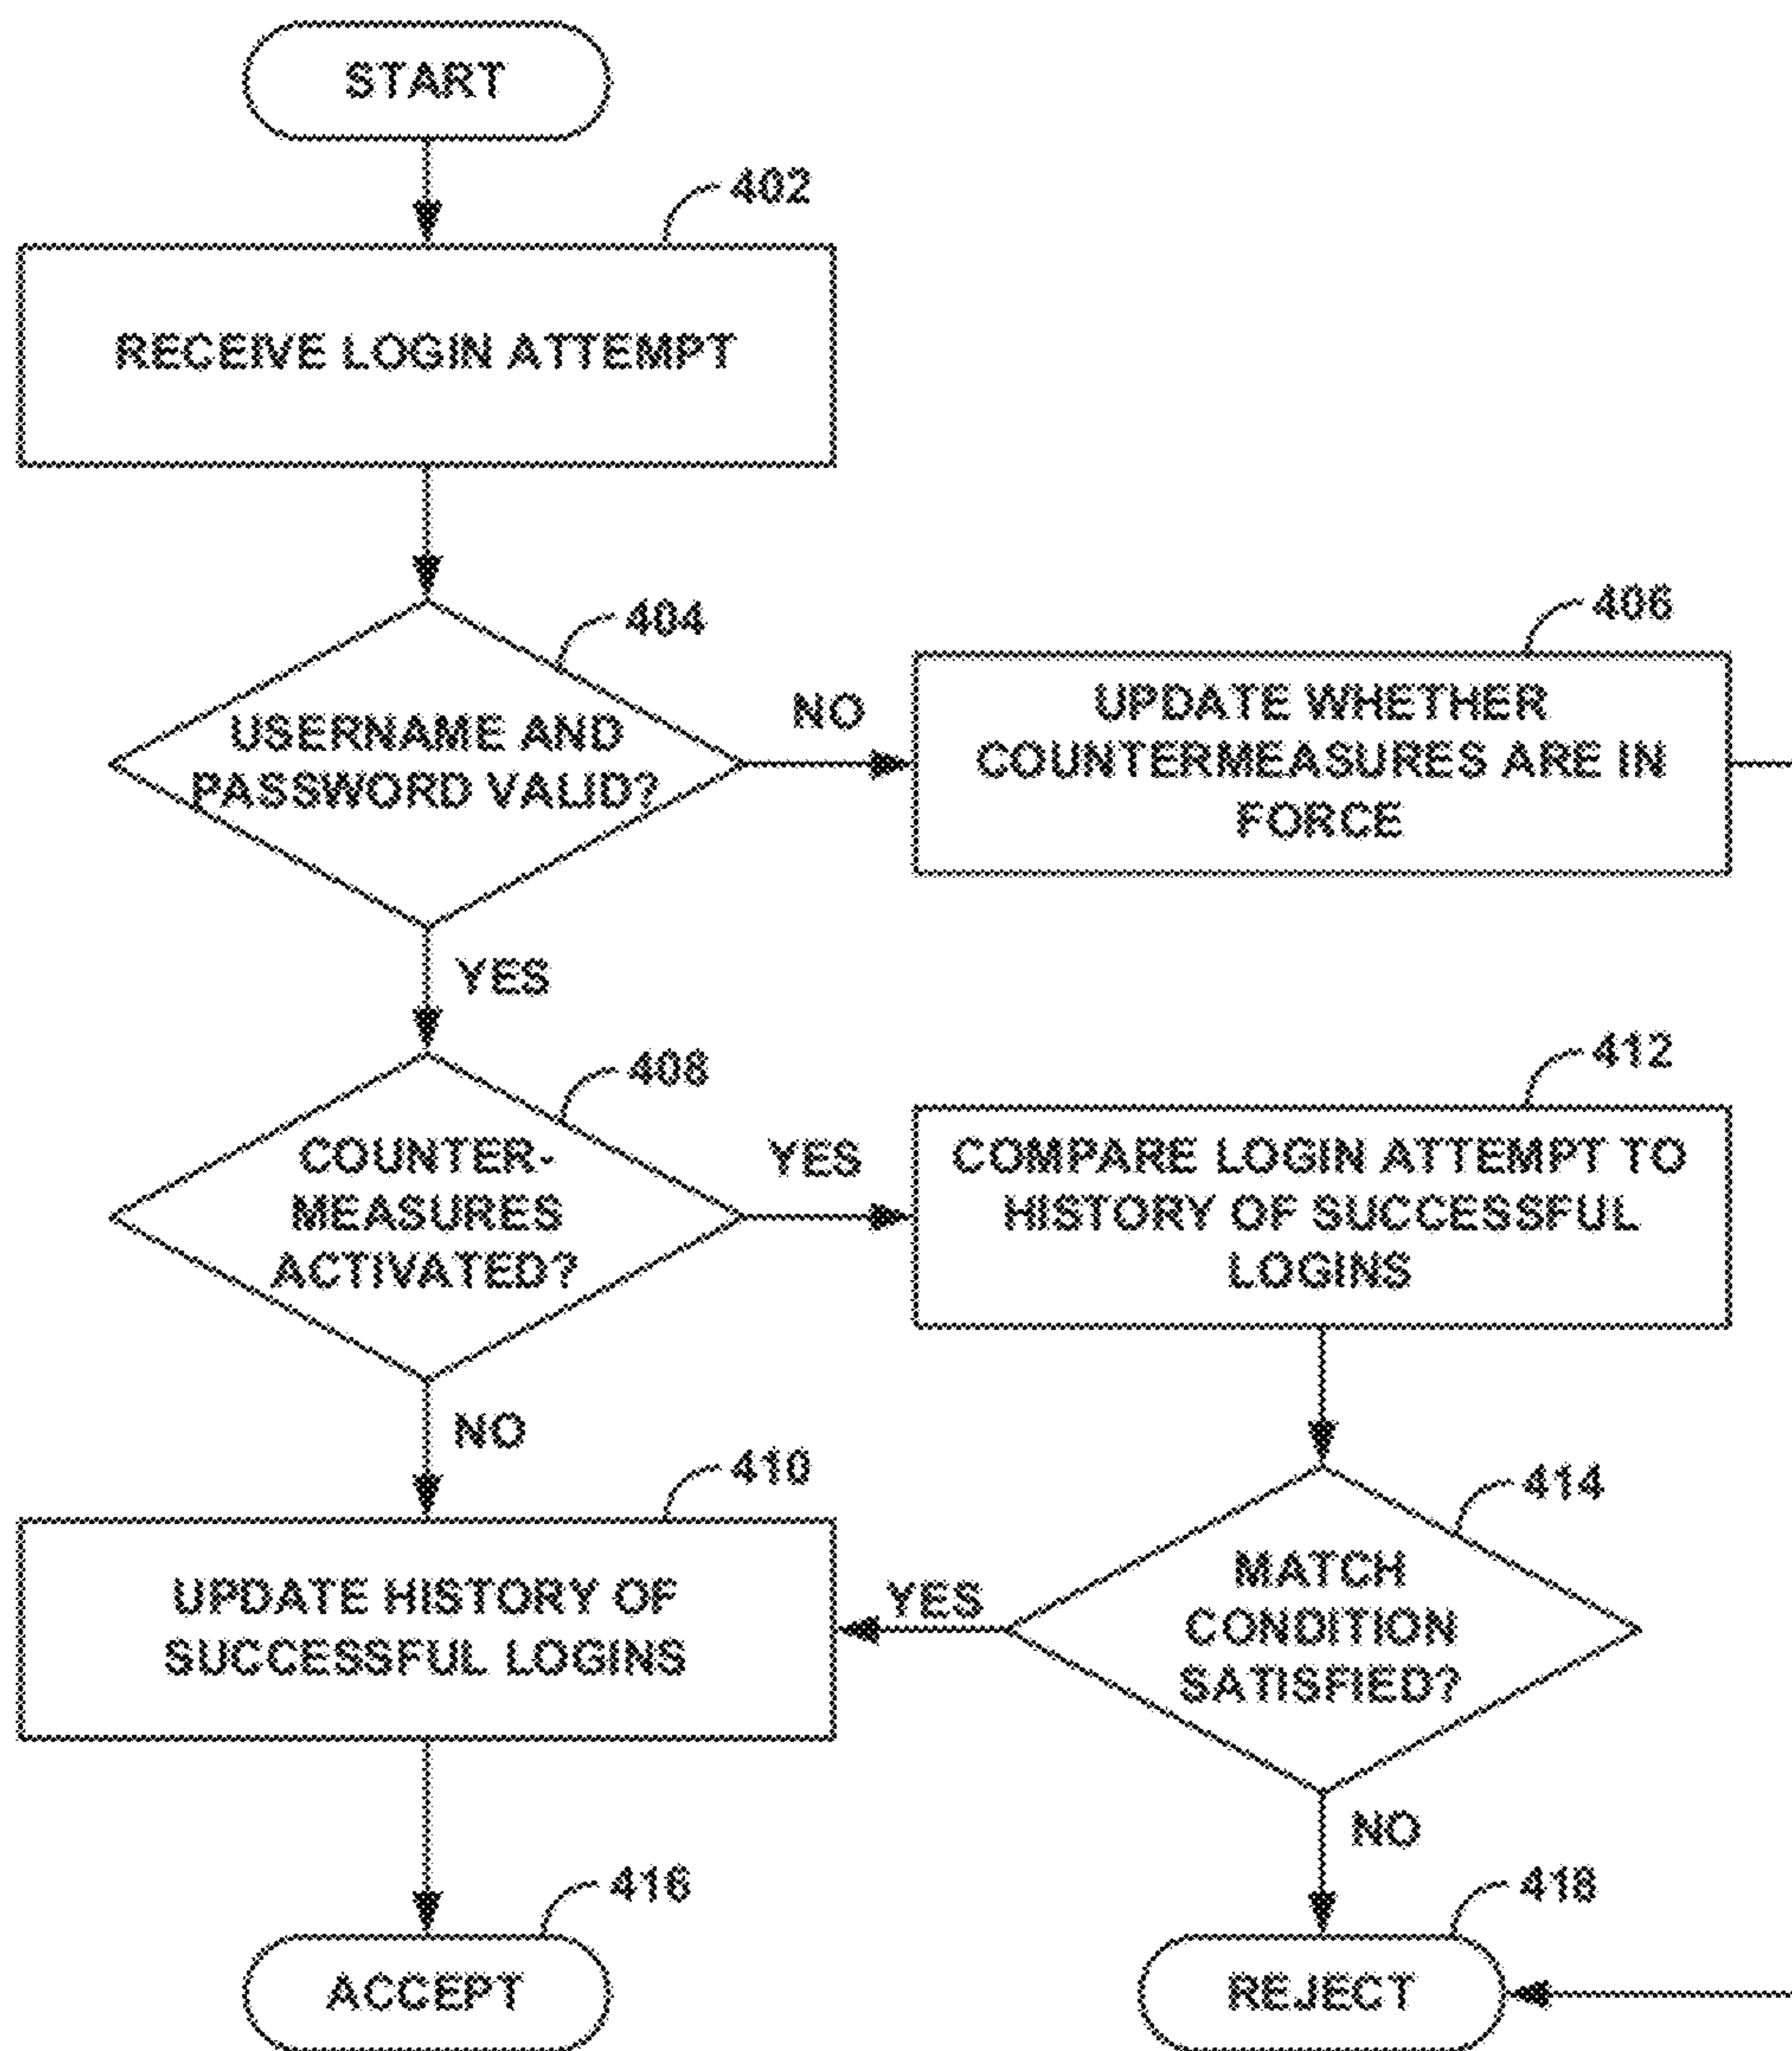 START
402
RECEIVE LOGIN ATTEMPT
404
USERNAME AND
PASSWORD VALID?
NO
406
UPDATE WHETHER
COUNTERMEASURES ARE IN
FORCE
YES
408
COUNTER-
MEASURES
ACTIVATED?
YES
412
COMPARE LOGIN ATTEMPT TO
HISTORY OF SUCCESSFUL
LOGINS
NO
410
UPDATE HISTORY OF
SUCCESSFUL LOGINS
YES
414
MATCH
CONDITION
SATISFIED?
NO
416
ACCEPT
418
REJECT